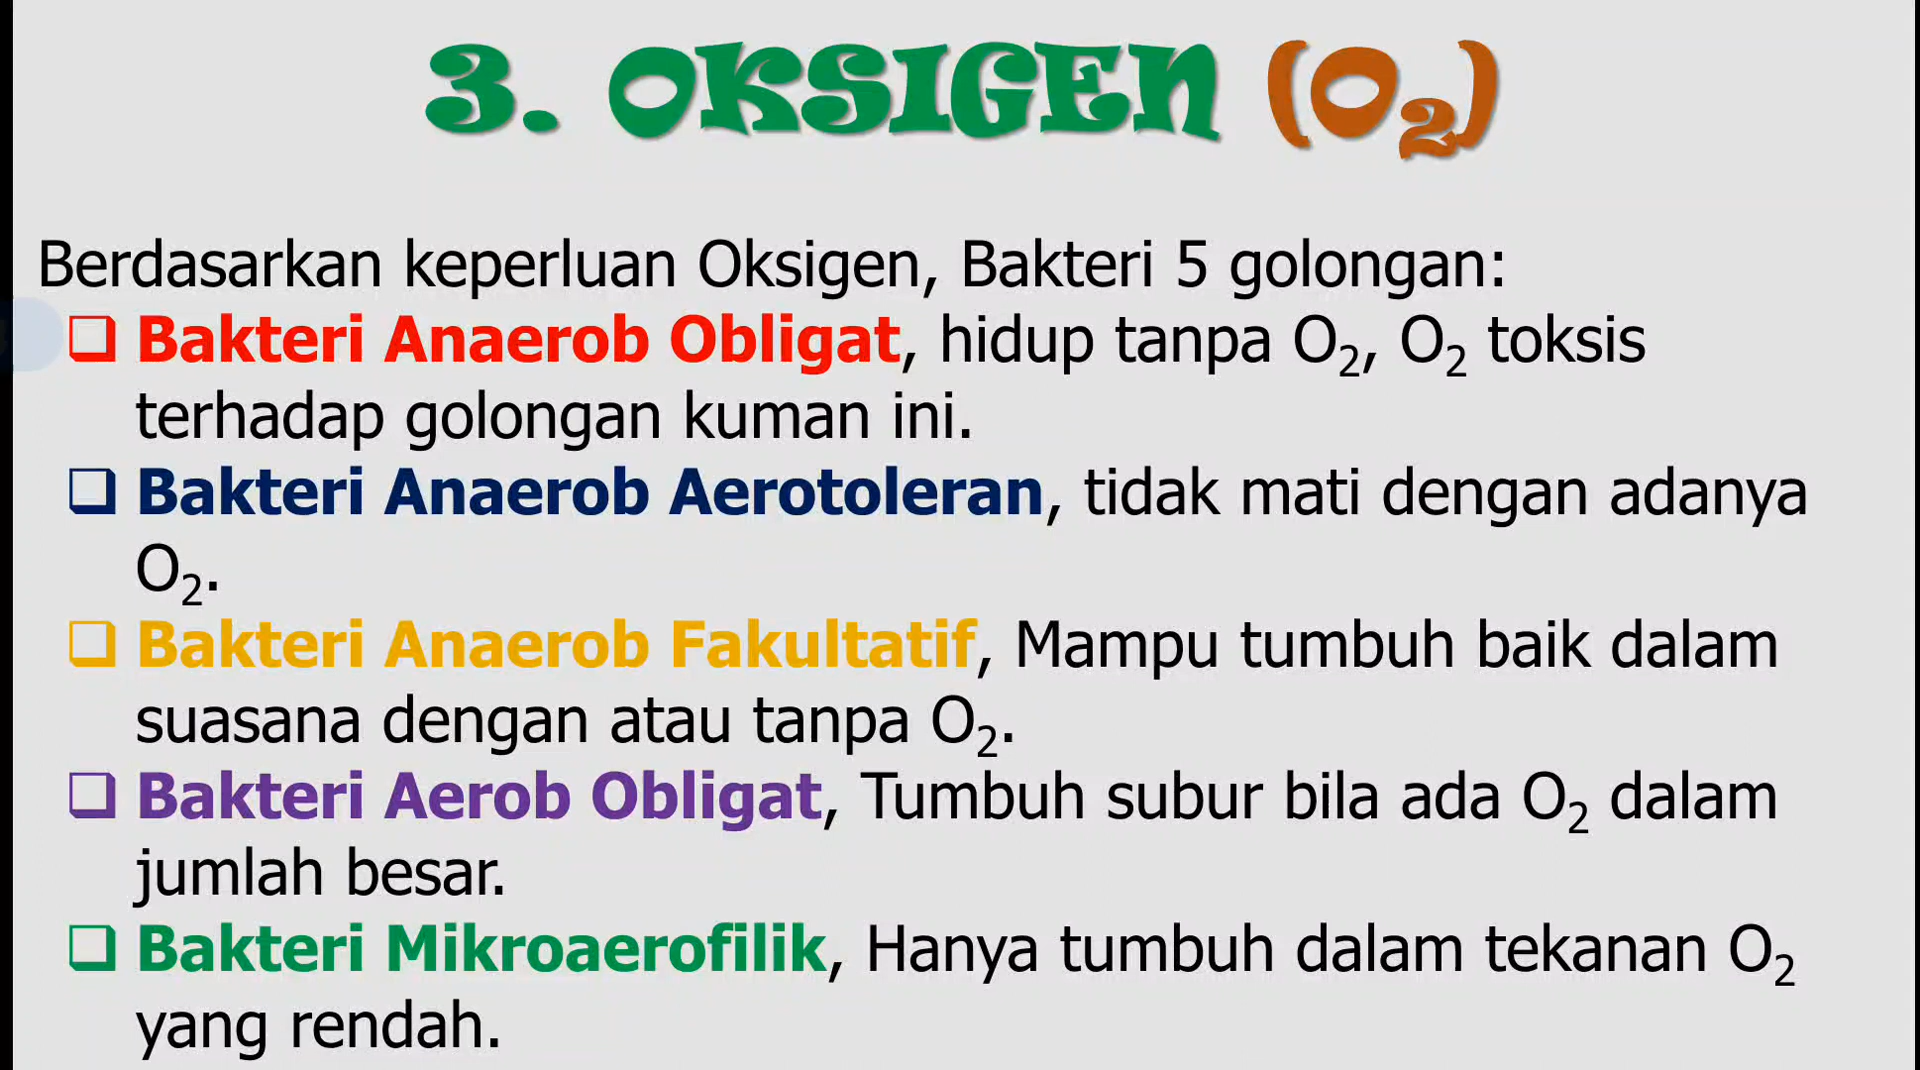 3. OKSIGEN (O₂)
Berdasarkan keperluan Oksigen, Bakteri 5 golongan:
❑ Bakteri Anaerob Obligat, hidup tanpa O₂, O₂ toksis
terhadap golongan kuman ini.
❑ Bakteri Anaerob Aerotoleran, tidak mati dengan adanya
O₂.
❑ Bakteri Anaerob Fakultatif, Mampu tumbuh baik dalam
suasana dengan atau tanpa O₂.
❑ Bakteri Aerob Obligat, Tumbuh subur bila ada O₂ dalam
jumlah besar.
❑ Bakteri Mikroaerofilik, Hanya tumbuh dalam tekanan O₂
yang rendah.